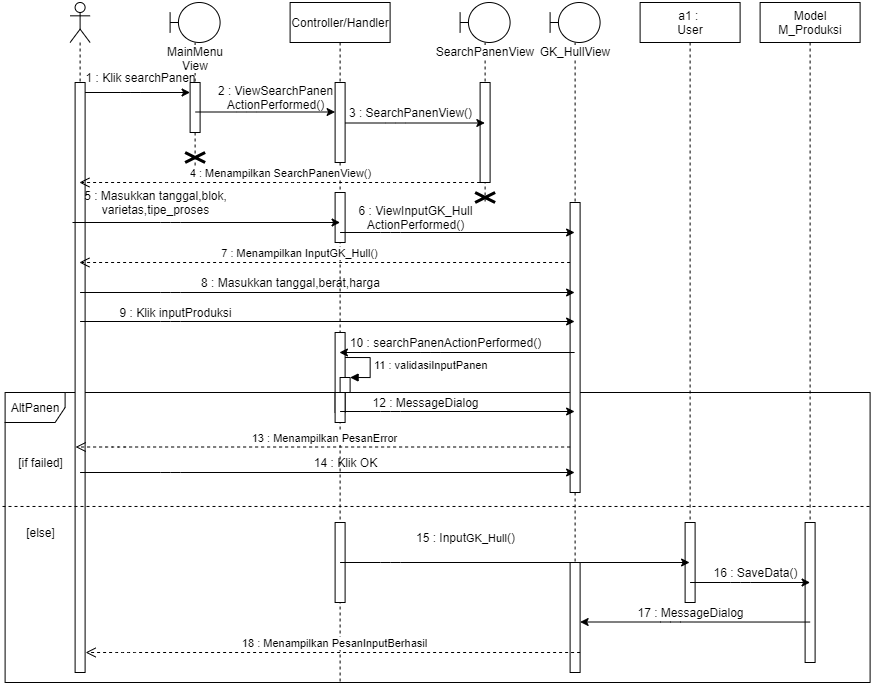 Controller/Handler
a1 :
User
Model
M_Produksi
MainMenu
View
SearchPanenView
GK_HullView
1 : Klik searchPanen
2 : ViewSearchPanen
ActionPerformed()
3 : SearchPanenView()
4 : Menampilkan SearchPanenView()
5 : Masukkan tanggal,blok,
varietas,tipe_proses
6 : ViewInputGK_Hull
ActionPerformed()
7 : Menampilkan InputGK_Hull()
8 : Masukkan tanggal,berat,harga
9 : Klik inputProduksi
10 : searchPanenActionPerformed()
11 : validasiInputPanen
AltPanen
12 : MessageDialog
13 : Menampilkan PesanError
[if failed]
14 : Klik OK
[else]
15 : InputGK_Hull()
16 : SaveData()
17 : MessageDialog
18 : Menampilkan PesanInputBerhasil